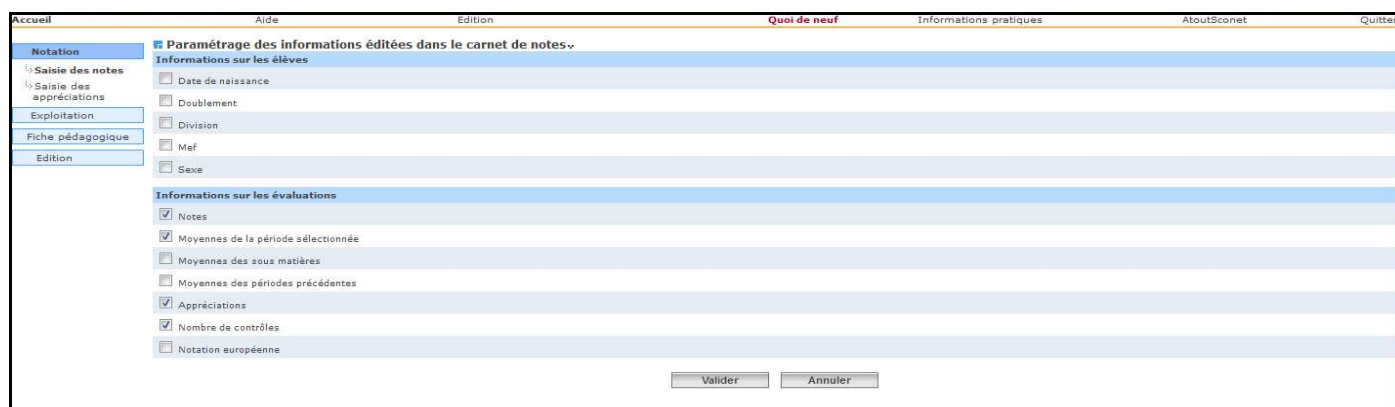 Accueil Aide Edition Quoi de neuf Informations pratiques AtoutSconet Quitter
Notation
Saisie des notes
Saisie des
appréciations
Exploitation
Fiche pédagogique
Edition
Paramétrage des informations éditées dans le carnet de notes
Informations sur les élèves
Date de naissance
Doublement
Division
Mef
Sexe
Informations sur les évaluations
Notes
Moyennes de la période sélectionnée
Moyennes des sous matières
Moyennes des périodes précédentes
Appréciations
Nombre de contrôles
Notation européenne
Valider Annuler